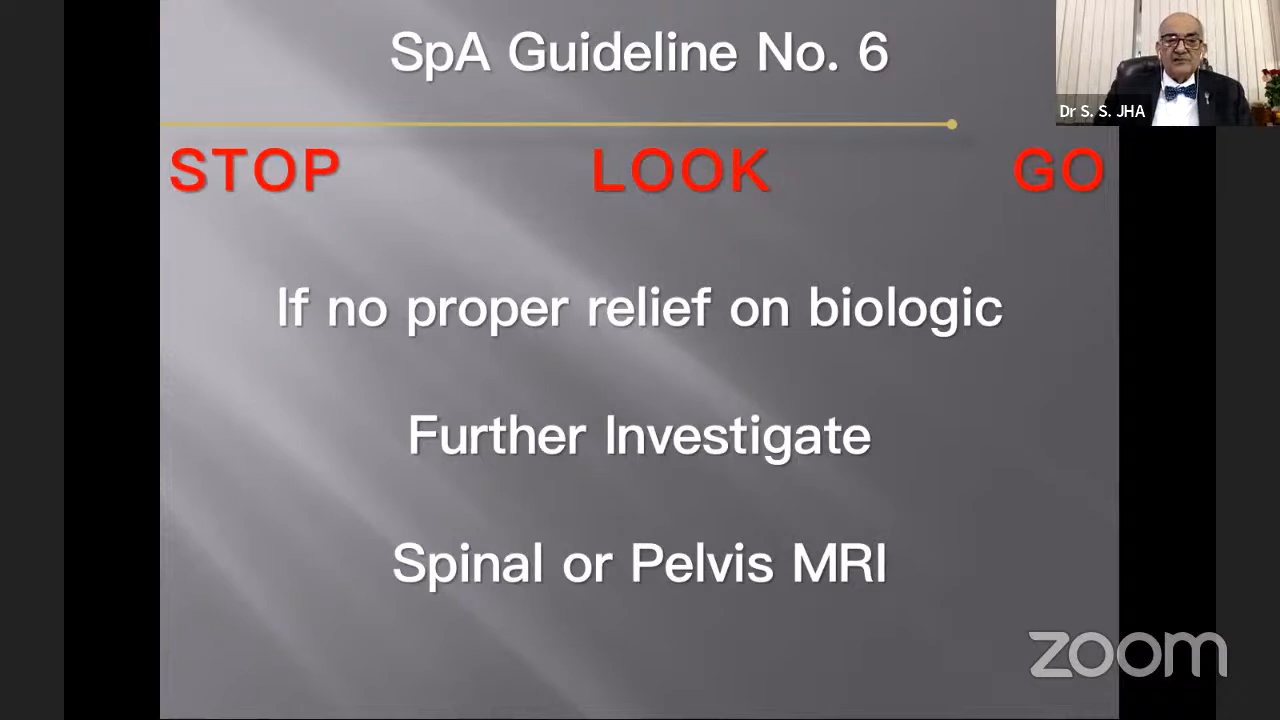 SpA Guideline No. 6
Dr S. S. JHA
STOP LOOK GO
If no proper relief on biologic
Further Investigate
Spinal or Pelvis MRI
zoom